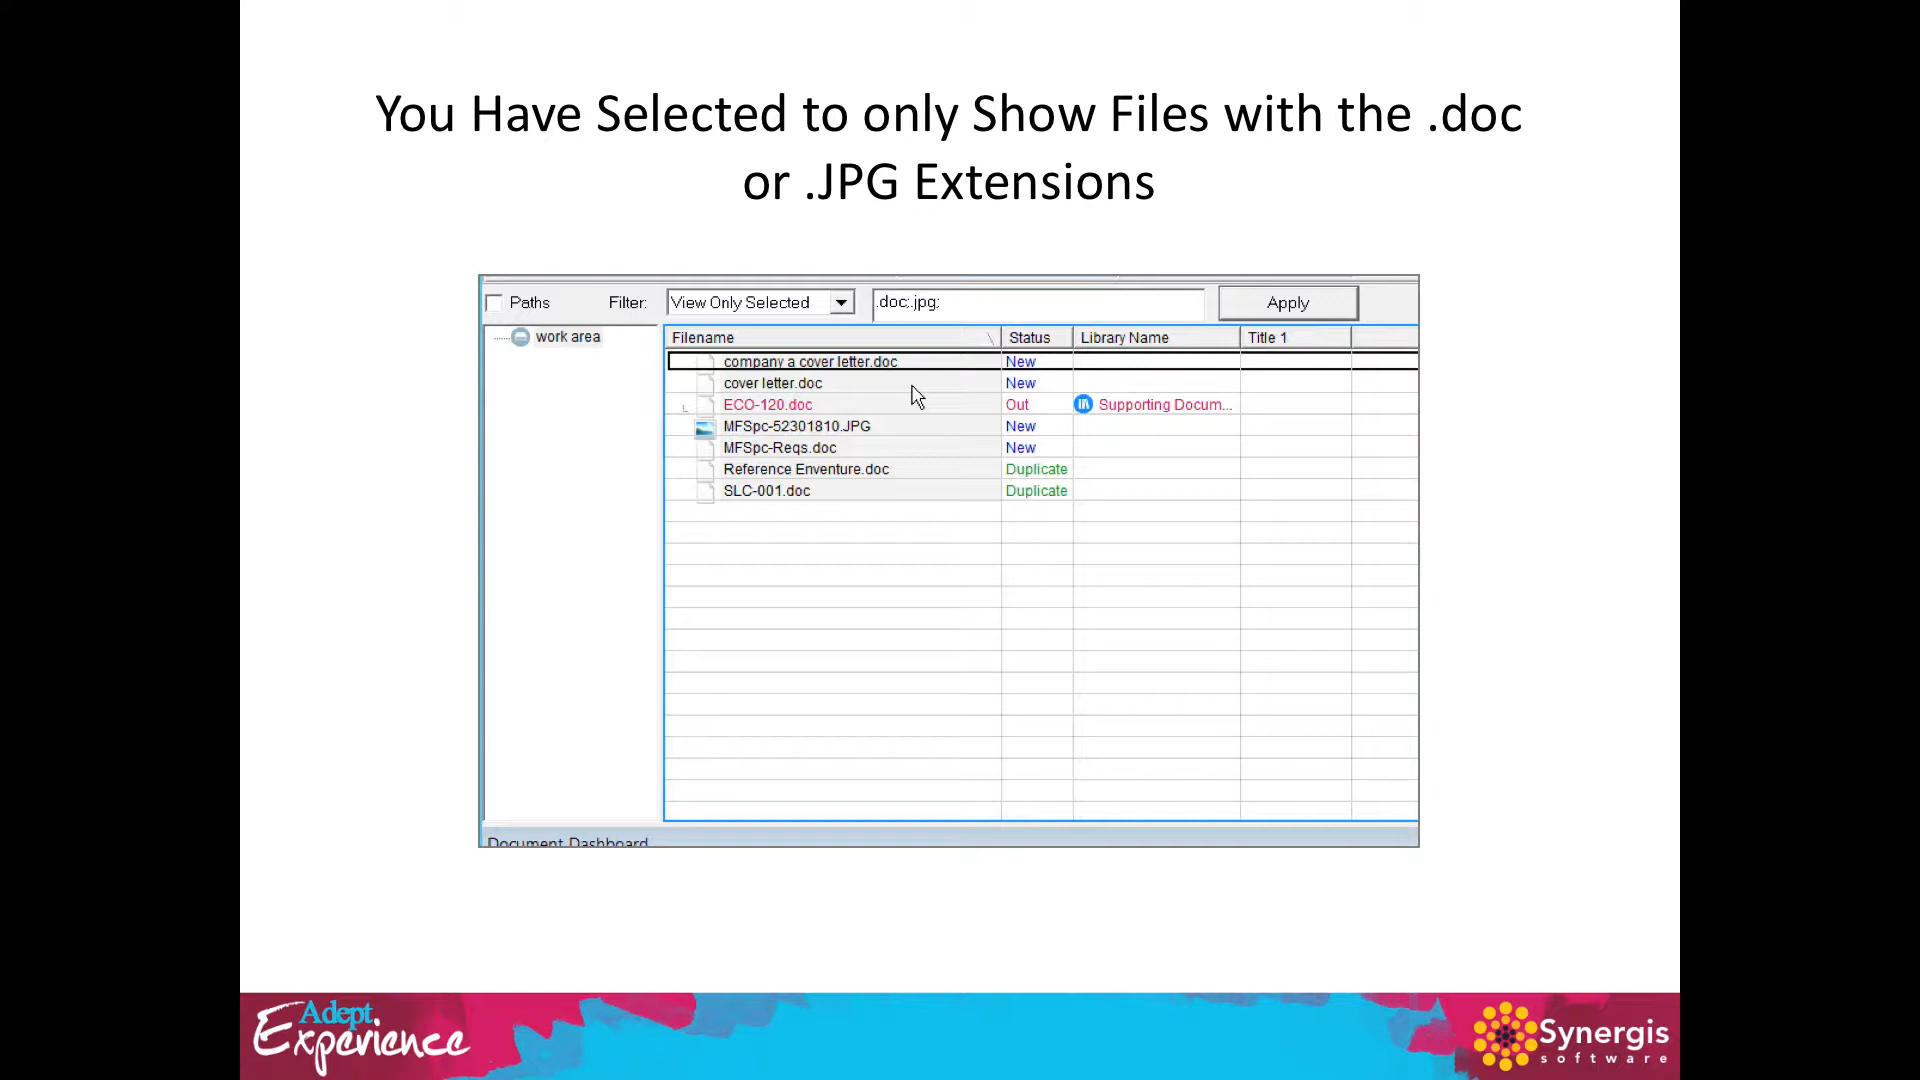 You Have Selected to only Show Files with the .doc
or .JPG Extensions
Paths Filter: View Only Selected .doc;.jpg; Apply
work area
Filename Status Library Name Title 1
company a cover letter.doc New
cover letter.doc New
ECO-120.doc Out Supporting Docum...
MFSpc-52301810.JPG New
MFSpc-Reqs.doc New
Reference Enventure.doc Duplicate
SLC-001.doc Duplicate
Document Dashboard
Adept
Experience
Synergis
software